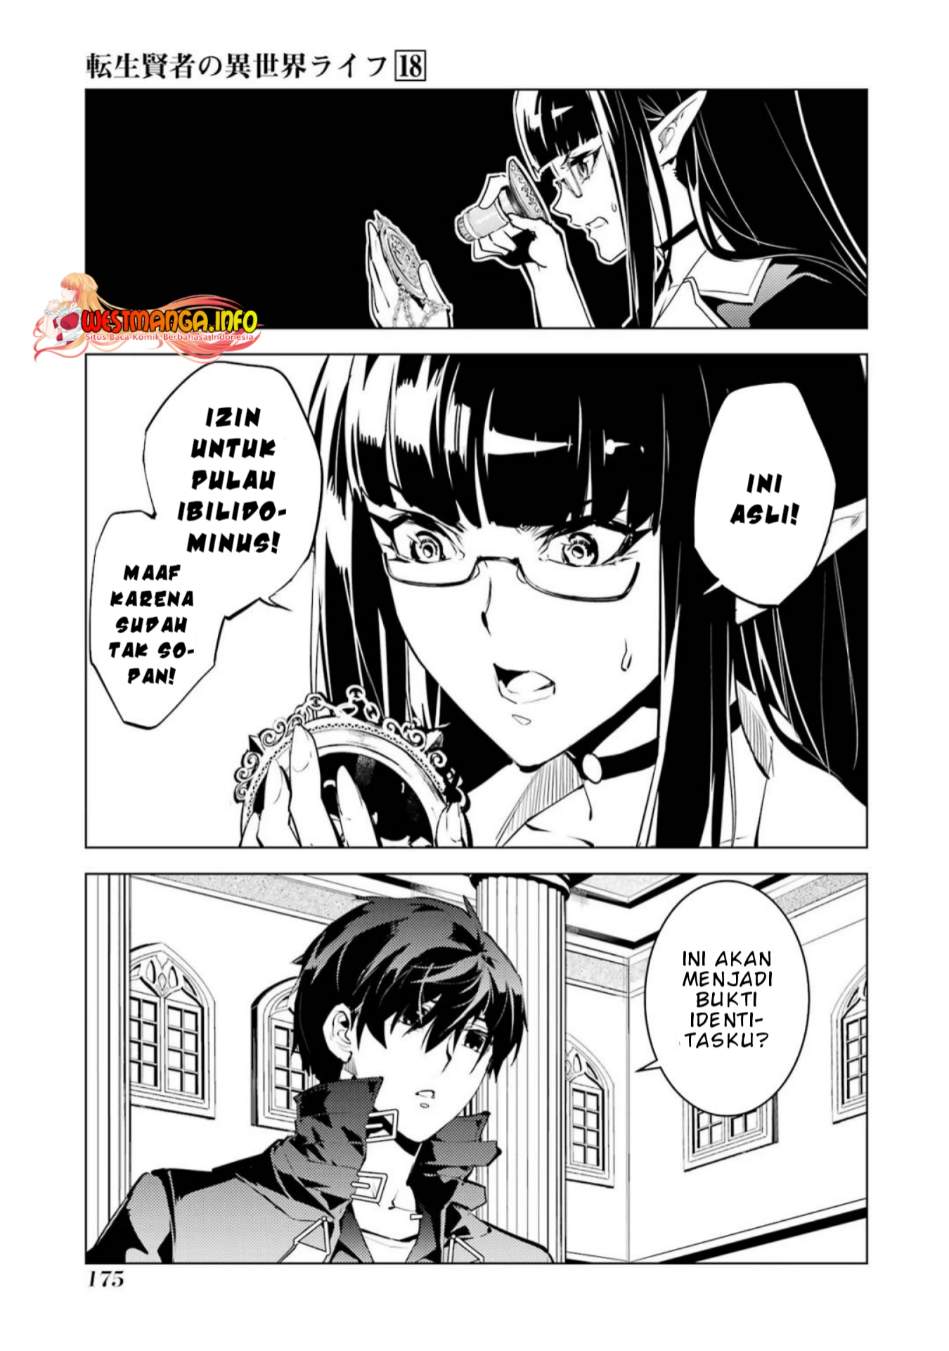 転生賢者の異世界ライフ 18
WESTMANGA.INFO
Situs Baca Komik Berbahasa Indonesia
INI
ASLI!
IZIN
UNTUK
PULAU
IBILIDO-
MINUS!
MAAF
KARENA
SUDAH
TAK SO-
PAN!
INI AKAN
MENJADI
BUKTI
IDENTI-
TASKU?
175